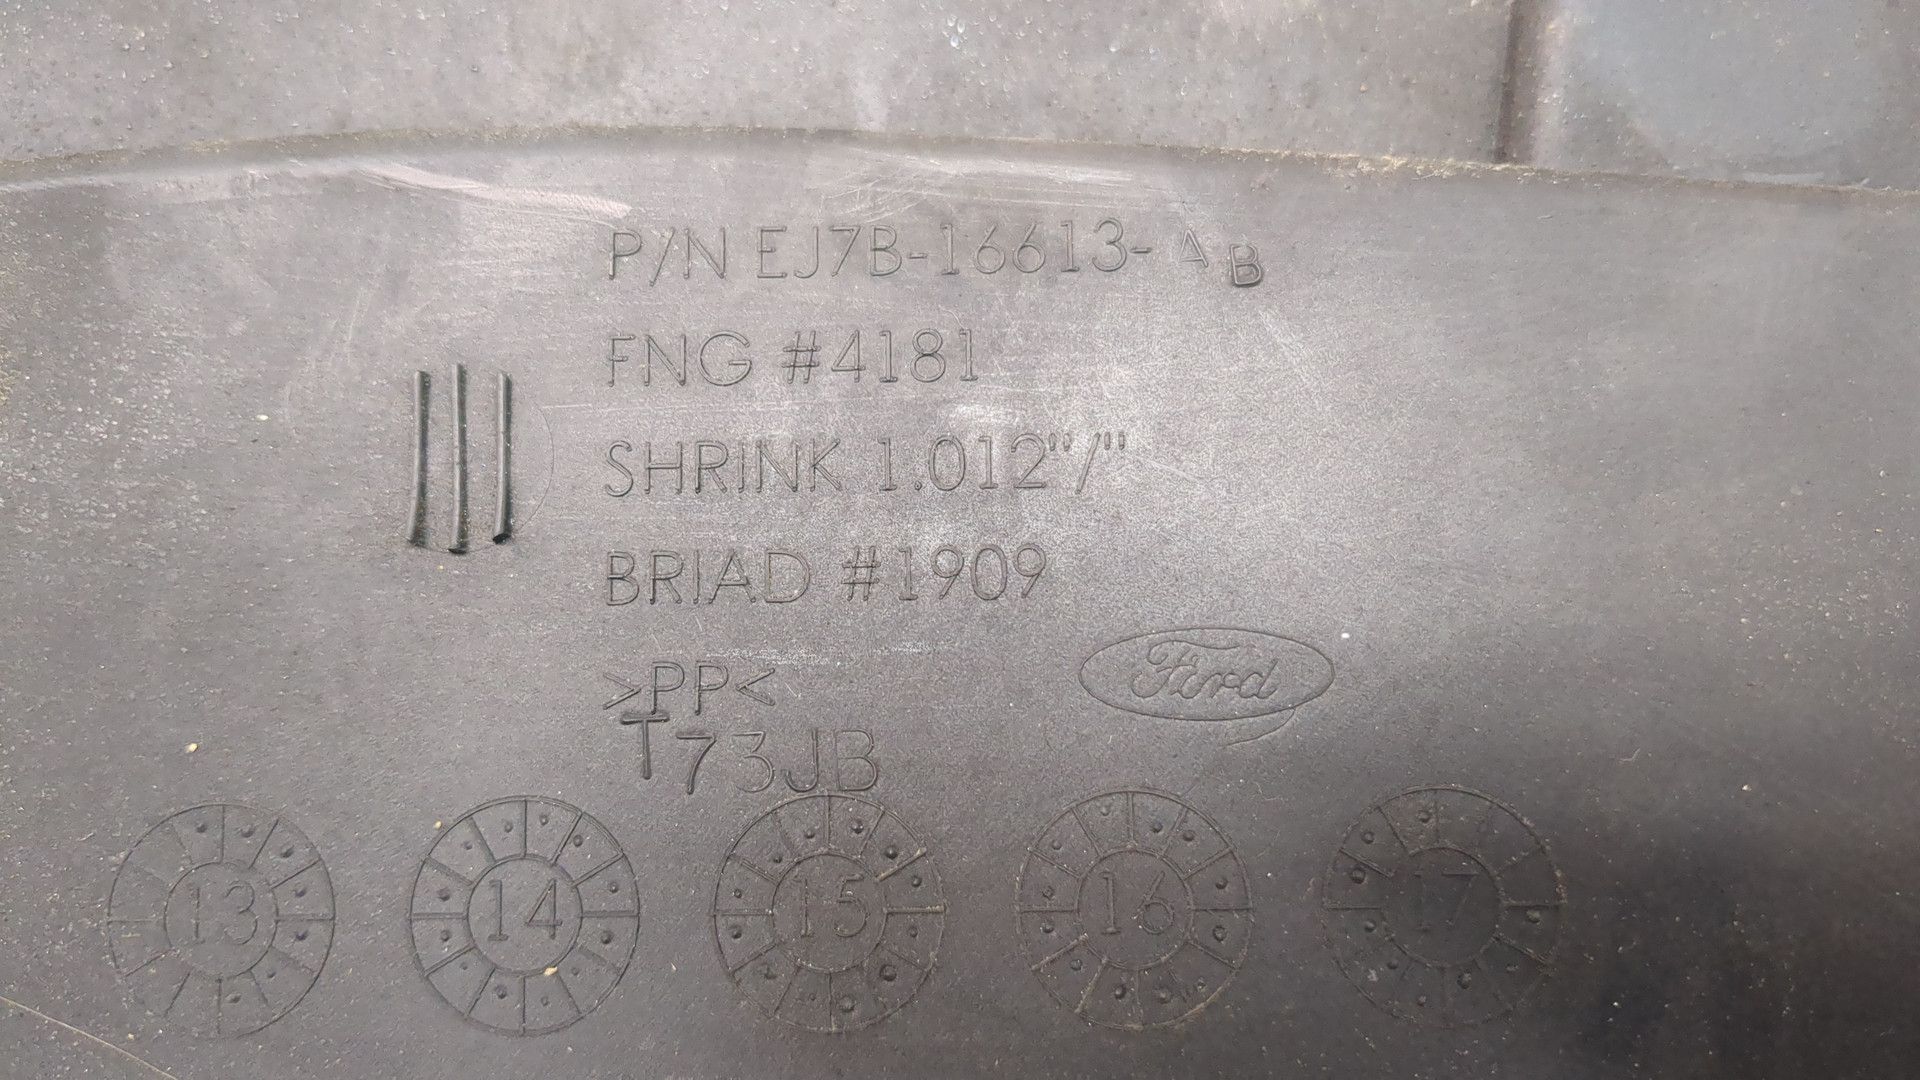 P/N EJ7B-16613-AB
FNG #4181
SHRINK 1.012"/"
BRIAD #1909
>PP<
Ford
T73JB
13 14 15 16 17